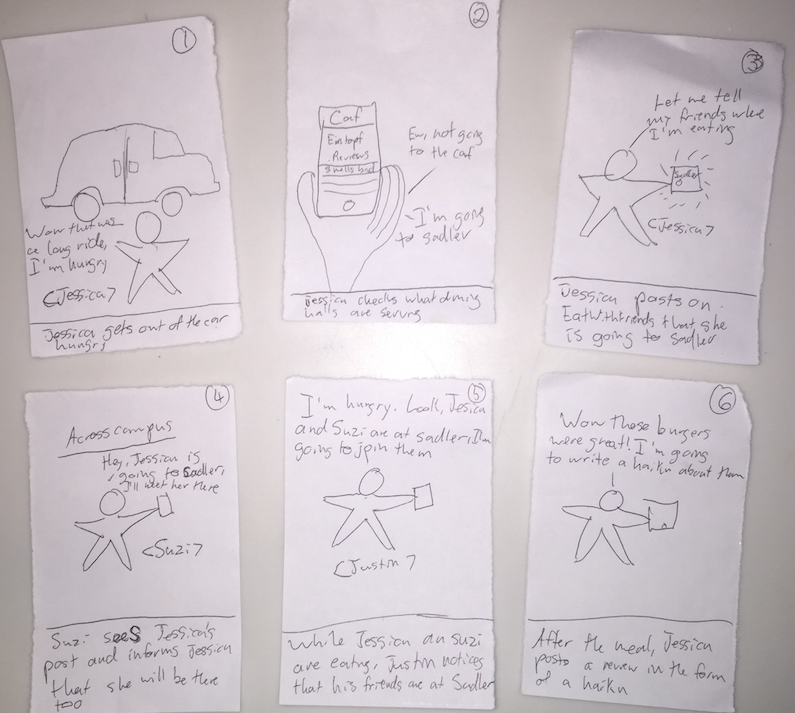 1
Wow that was
a long ride,
I'm hungry
<Jessica>
Jessica gets out of the car
hungry
2
Caf
Reviews
smells bad
Ew, not going
to the caf
I'm going
to sadler
Jessica checks what dining
halls are serving
3
Let me tell
my friends where
I'm eating
Sadler
<Jessica>
Jessica posts on
EatWithFriends that she
is going to Sadler
4
Across campus
Hey, Jessica is
going to Sadler,
I'll meet her there
<Suzi>
Suzi sees Jessica's
post and informs Jessica
that she will be there
too
5
I'm hungry. Look, Jesica
and Suzi are at sadler, I'm
going to join them
<Justin>
While Jessica an suzi
are eating, Justin notices
that his friends are at Sadler
6
Wow those burgers
were great! I'm going
to write a haiku about them
After the meal, Jessica
posts a review in the form
of a haiku